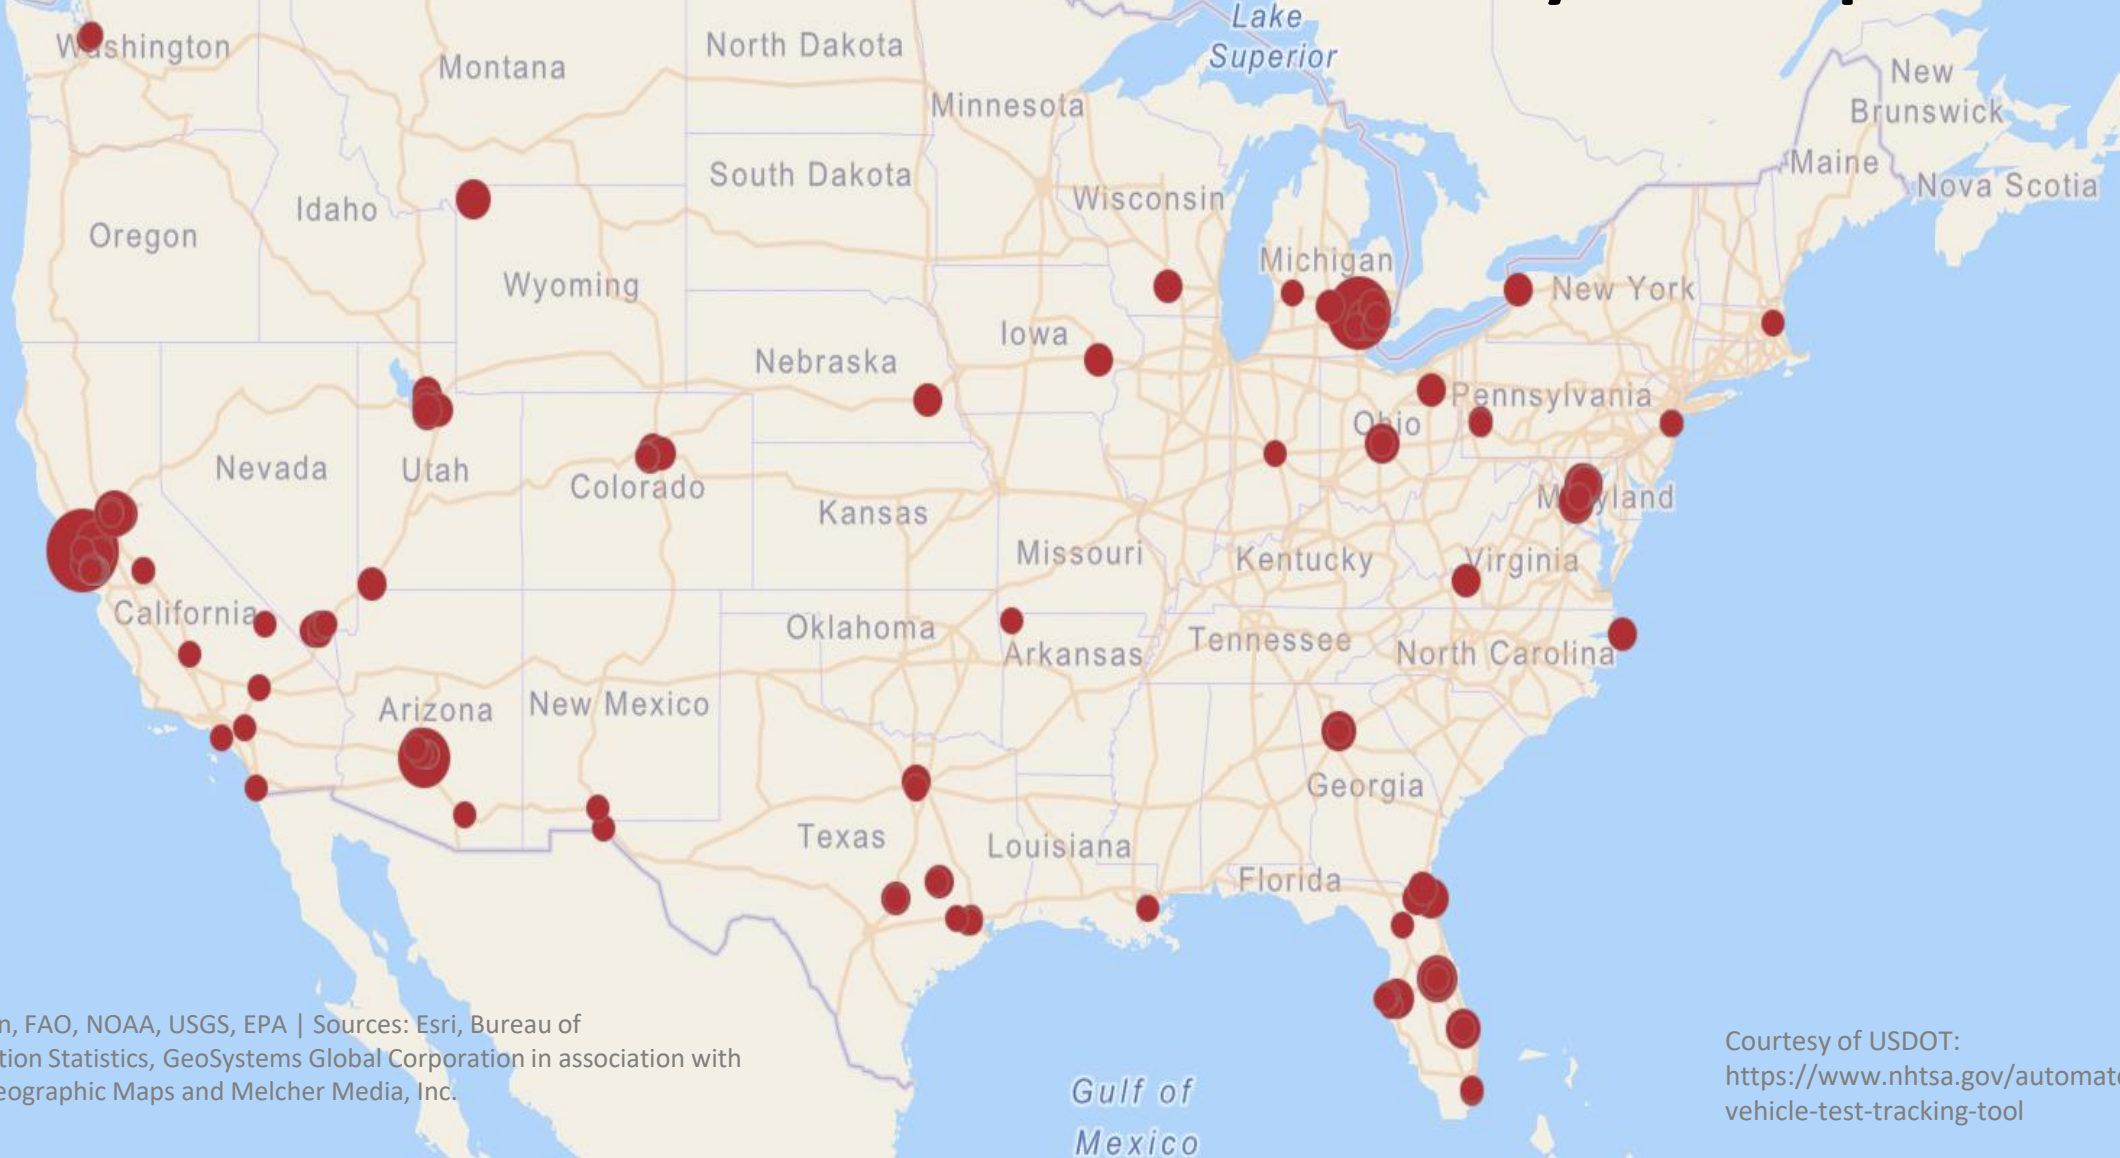 Lake
Superior
Washington
Montana
North Dakota
Minnesota
New
Brunswick
Maine
Nova Scotia
South Dakota
Wisconsin
Idaho
Oregon
Michigan
Wyoming
New York
Iowa
Nebraska
Pennsylvania
Ohio
Nevada
Utah
Colorado
Maryland
Kansas
Missouri
Kentucky
Virginia
California
Oklahoma
Arkansas
Tennessee
North Carolina
Arizona
New Mexico
Georgia
Texas
Louisiana
Florida
n, FAO, NOAA, USGS, EPA | Sources: Esri, Bureau of
tion Statistics, GeoSystems Global Corporation in association with
eographic Maps and Melcher Media, Inc.
Courtesy of USDOT:
https://www.nhtsa.gov/automate
vehicle-test-tracking-tool
Gulf of
Mexico